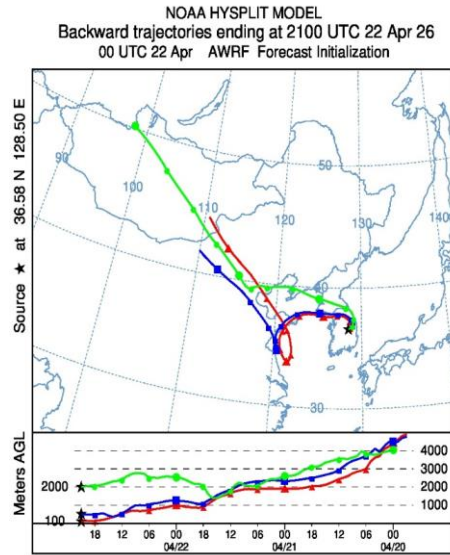 NOAA HYSPLIT MODEL
Backward trajectories ending at 2100 UTC 22 Apr 26
00 UTC 22 Apr AWRF Forecast Initialization
Source ★ at 36.58 N 128.50 E
90
100
110
120
130
140
50
40
30
Meters AGL
2000
100
4000
3000
2000
1000
18 12 06 00 18 12 06 00 18 12 06 00
04/22 04/21 04/20